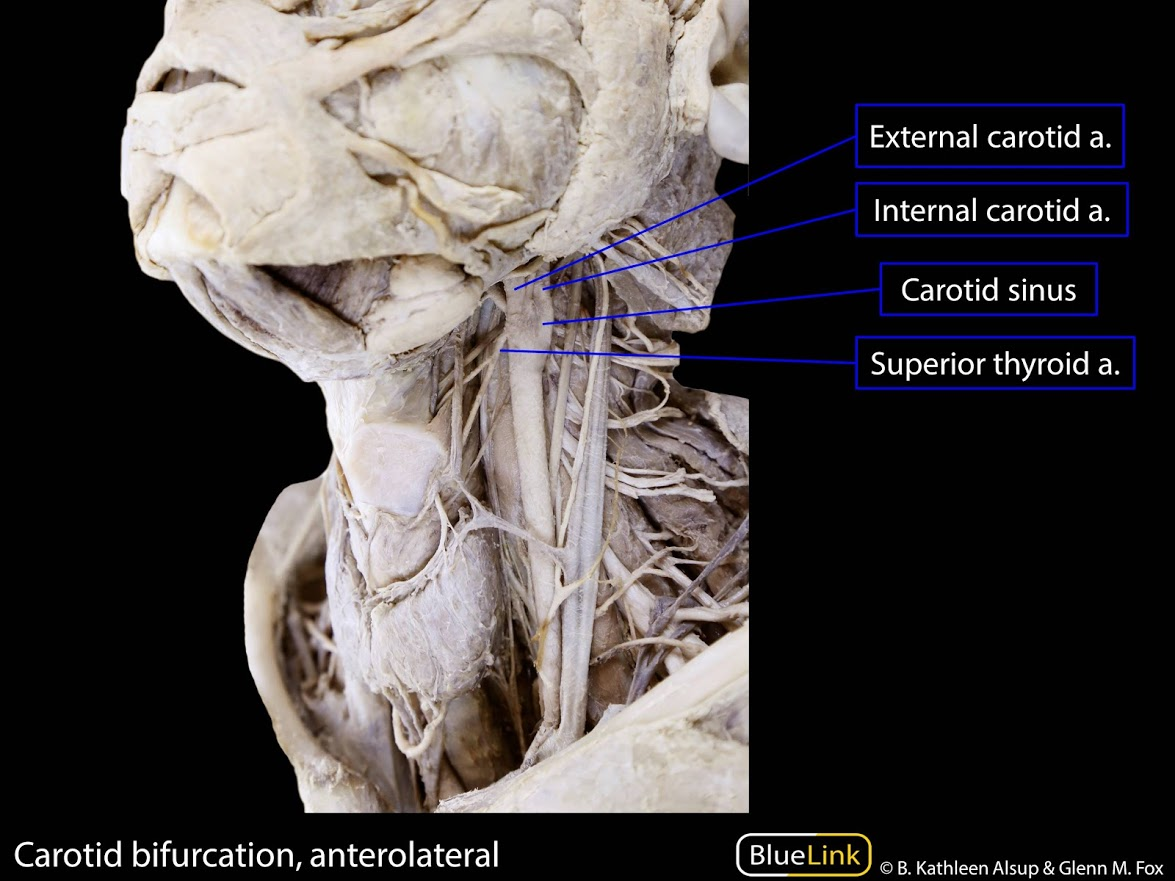 External carotid a.
Internal carotid a.
Carotid sinus
Superior thyroid a.
Carotid bifurcation, anterolateral
BlueLink
© B. Kathleen Alsup & Glenn M. Fox